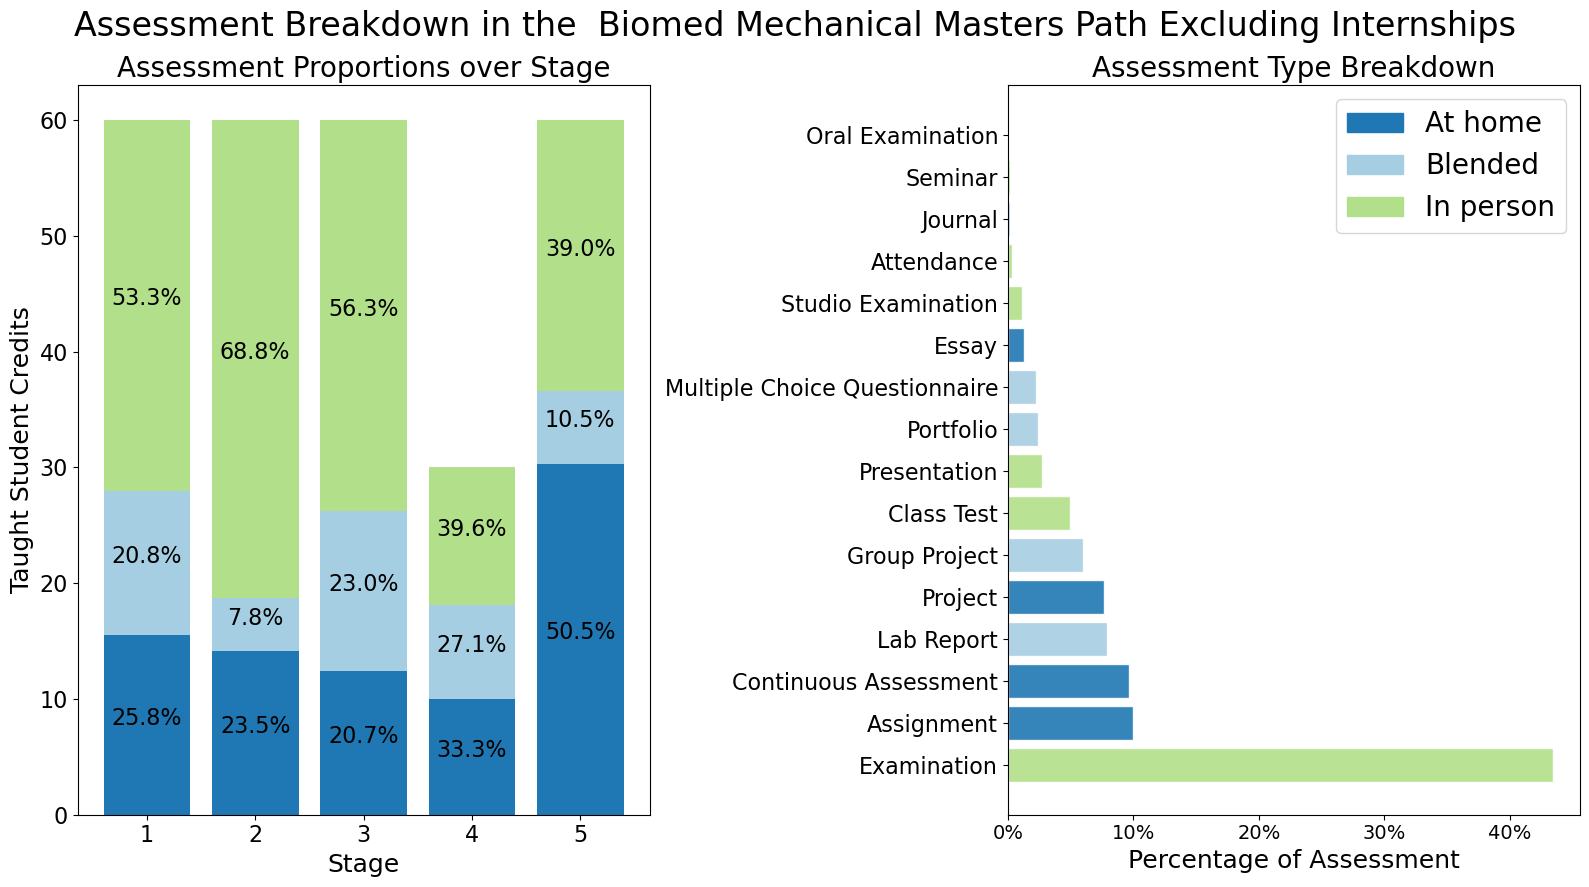 Assessment Breakdown in the  Biomed Mechanical Masters Path Excluding Internships
Assessment Proportions over Stage
Taught Student Credits
60
50
40
30
20
10
0
53.3%
20.8%
25.8%
68.8%
7.8%
23.5%
56.3%
23.0%
20.7%
39.6%
27.1%
33.3%
39.0%
10.5%
50.5%
1 2 3 4 5
Stage
Assessment Type Breakdown
At home
Blended
In person
Oral Examination
Seminar
Journal
Attendance
Studio Examination
Essay
Multiple Choice Questionnaire
Portfolio
Presentation
Class Test
Group Project
Project
Lab Report
Continuous Assessment
Assignment
Examination
0% 10% 20% 30% 40%
Percentage of Assessment